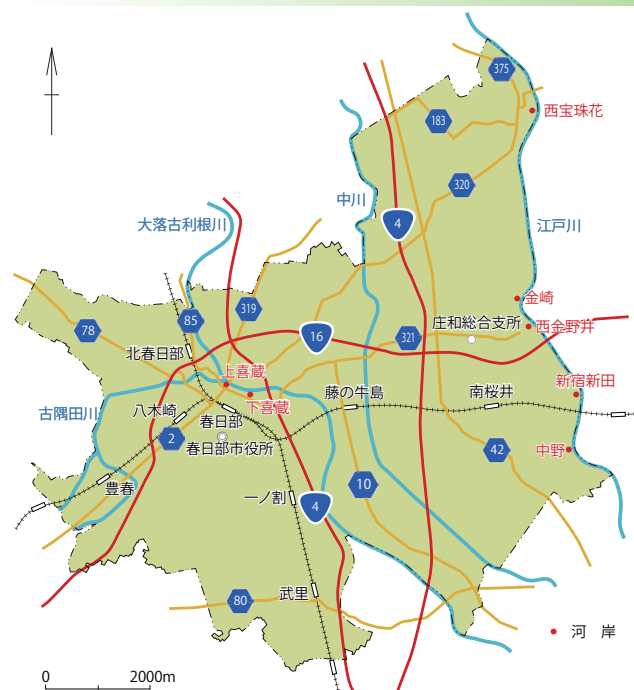 375
西宝珠花
183
320
中川
大落古利根川
4
江戸川
金崎
319
85
78
16
321
庄和総合支所
西金野井
北春日部
上喜蔵
下喜蔵
藤の牛島
南桜井
新宿新田
古隅田川
八木崎
春日部
春日部市役所
2
42
中野
豊春
一ノ割
10
4
武里
80
河 岸
0 2000m